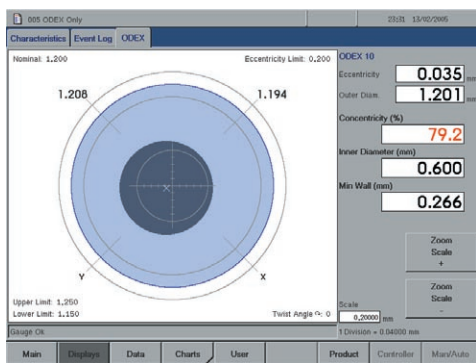 005 ODEX Only 23:31 13/02/2005
Characteristics Event Log ODEX
Nominal: 1.200 Eccentricity Limit: 0.200
1.208 1.194
Y X
Upper Limit: 1.250
Lower Limit: 1.150 Twist Angle °: 0
ODEX 10
Eccentricity 0.035 mm
Outer Diam. 1.201 mm
Concentricity (%)
79.2
Inner Diameter (mm)
0.600
Min Wall (mm)
0.266
Zoom
Scale
+
Zoom
Scale
-
Scale
0,20000 mm
Gauge Ok 1 Division = 0.04000 mm
Main Displays Data Charts User Product Controller Man/Auto